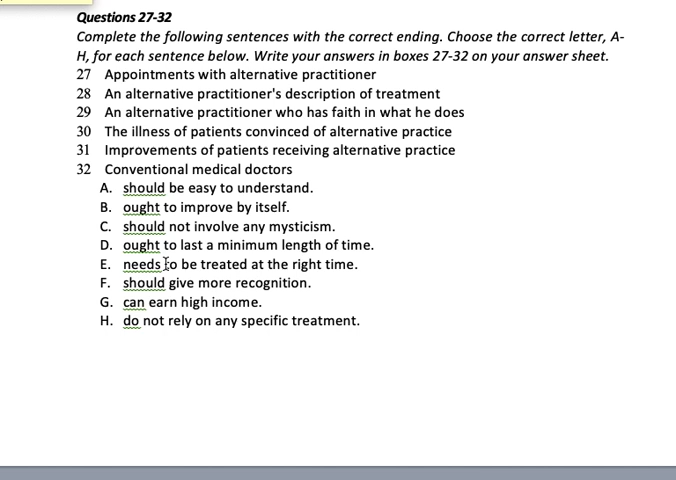 Questions 27-32
Complete the following sentences with the correct ending. Choose the correct letter, A-
H, for each sentence below. Write your answers in boxes 27-32 on your answer sheet.
27 Appointments with alternative practitioner
28 An alternative practitioner's description of treatment
29 An alternative practitioner who has faith in what he does
30 The illness of patients convinced of alternative practice
31 Improvements of patients receiving alternative practice
32 Conventional medical doctors
A. should be easy to understand.
B. ought to improve by itself.
C. should not involve any mysticism.
D. ought to last a minimum length of time.
E. needs to be treated at the right time.
F. should give more recognition.
G. can earn high income.
H. do not rely on any specific treatment.